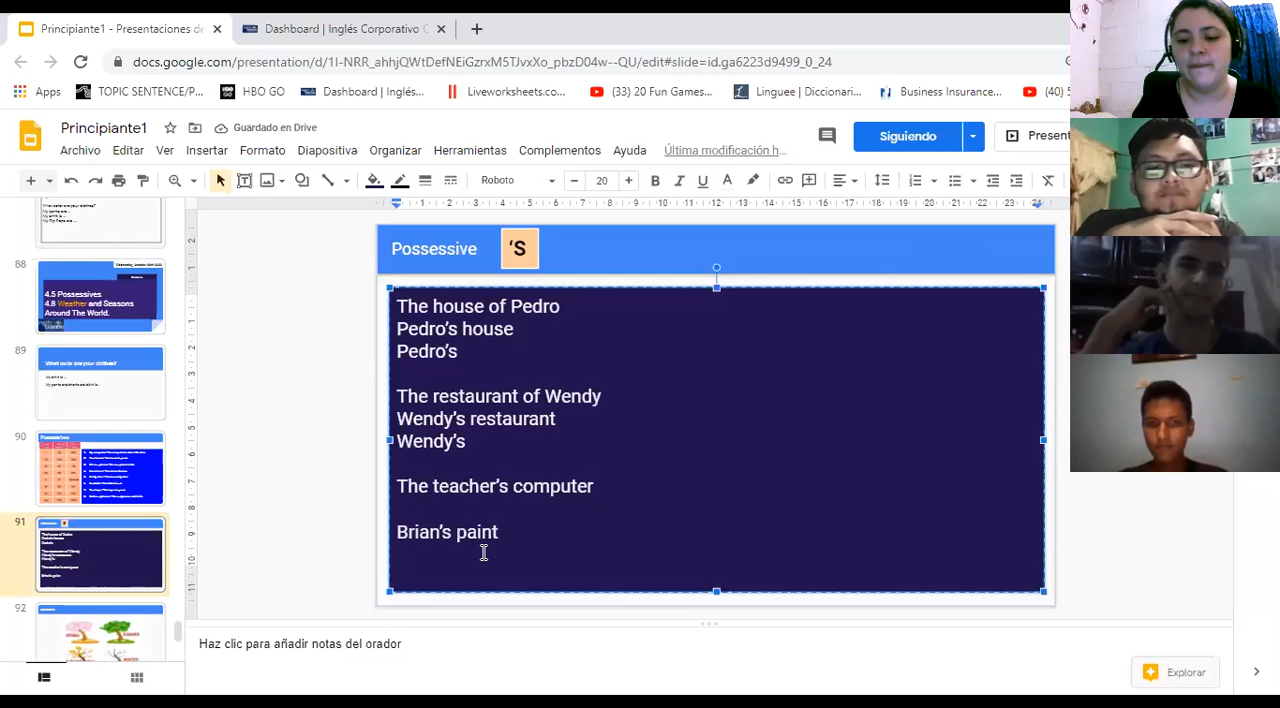 Principiante1 - Presentaciones de
Dashboard | Inglés Corporativo C
docs.google.com/presentation/d/1I-NRR_ahhjQWtDefNEiGzrxM5TJvxXo_pbzD04w--QU/edit#slide=id.ga6223d9499_0_24
Apps
TOPIC SENTENCE/P...
HBO GO
Dashboard | Inglés...
Liveworksheets.co...
(33) 20 Fun Games...
Linguee | Diccionari...
Business Insurance...
(40) 5
Principiante1
Guardado en Drive
Siguiendo
Present
Archivo Editar Ver Insertar Formato Diapositiva Organizar Herramientas Complementos Ayuda Última modificación h...
Roboto
20
88
4.5 Possessives
4.8 Weather and Seasons
Around The World.
89
What color are your clothes?
90
Possessives
91
92
Possessive 'S
The house of Pedro
Pedro's house
Pedro's
The restaurant of Wendy
Wendy's restaurant
Wendy's
The teacher's computer
Brian's paint
Haz clic para añadir notas del orador
Explorar